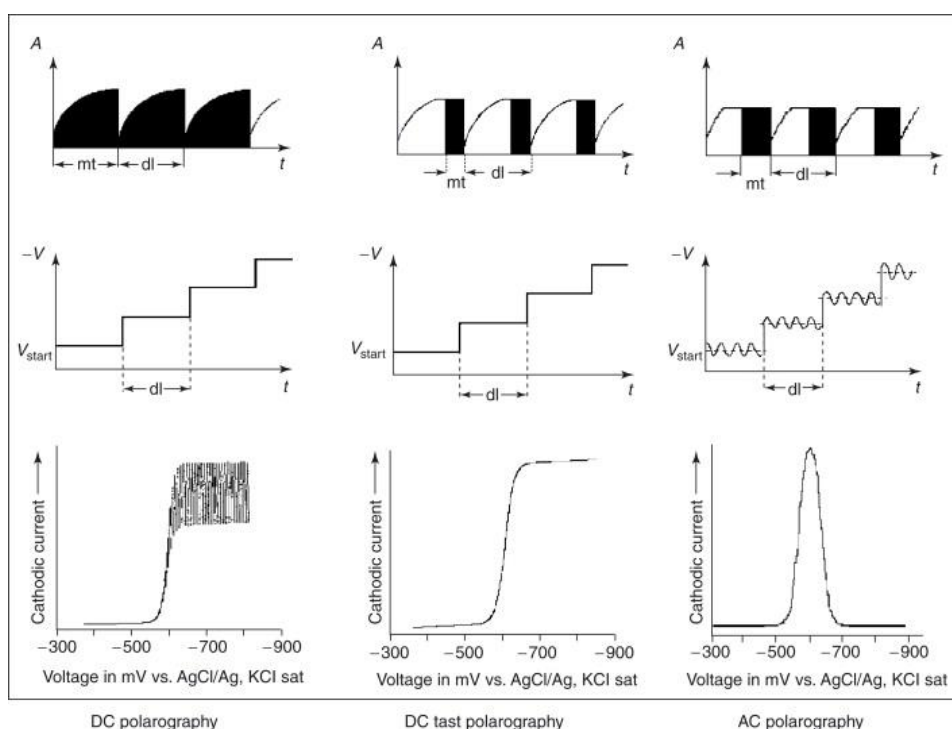 A
t
mt
dl
A
t
mt
dl
A
t
mt
dl
–V
Vstart
t
dl
–V
Vstart
t
dl
–V
Vstart
t
dl
Cathodic current
–300 –500 –700 –900
Voltage in mV vs. AgCl/Ag, KCl sat
Cathodic current
–300 –500 –700 –900
Voltage in mV vs. AgCl/Ag, KCl sat
Cathodic current
–300 –500 –700 –900
Voltage in mV vs. AgCl/Ag, KCl sat
DC polarography
DC tast polarography
AC polarography